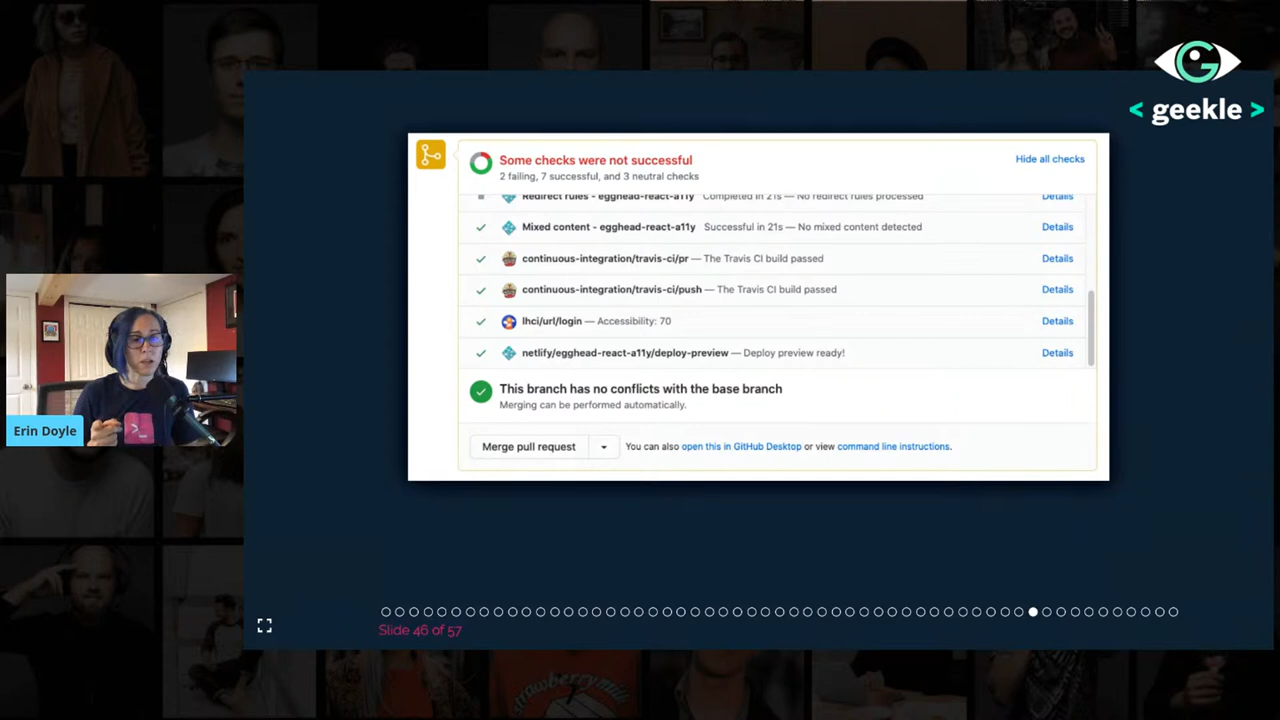 < geekle >
Some checks were not successful
Hide all checks
2 failing, 7 successful, and 3 neutral checks
Redirect rules - egghead-react-a11y Completed in 21s — No redirect rules processed Details
Mixed content - egghead-react-a11y Successful in 21s — No mixed content detected Details
continuous-integration/travis-ci/pr — The Travis CI build passed Details
continuous-integration/travis-ci/push — The Travis CI build passed Details
lhci/url/login — Accessibility: 70 Details
netlify/egghead-react-a11y/deploy-preview — Deploy preview ready! Details
This branch has no conflicts with the base branch
Merging can be performed automatically.
Merge pull request You can also open this in GitHub Desktop or view command line instructions.
Erin Doyle
Slide 46 of 57